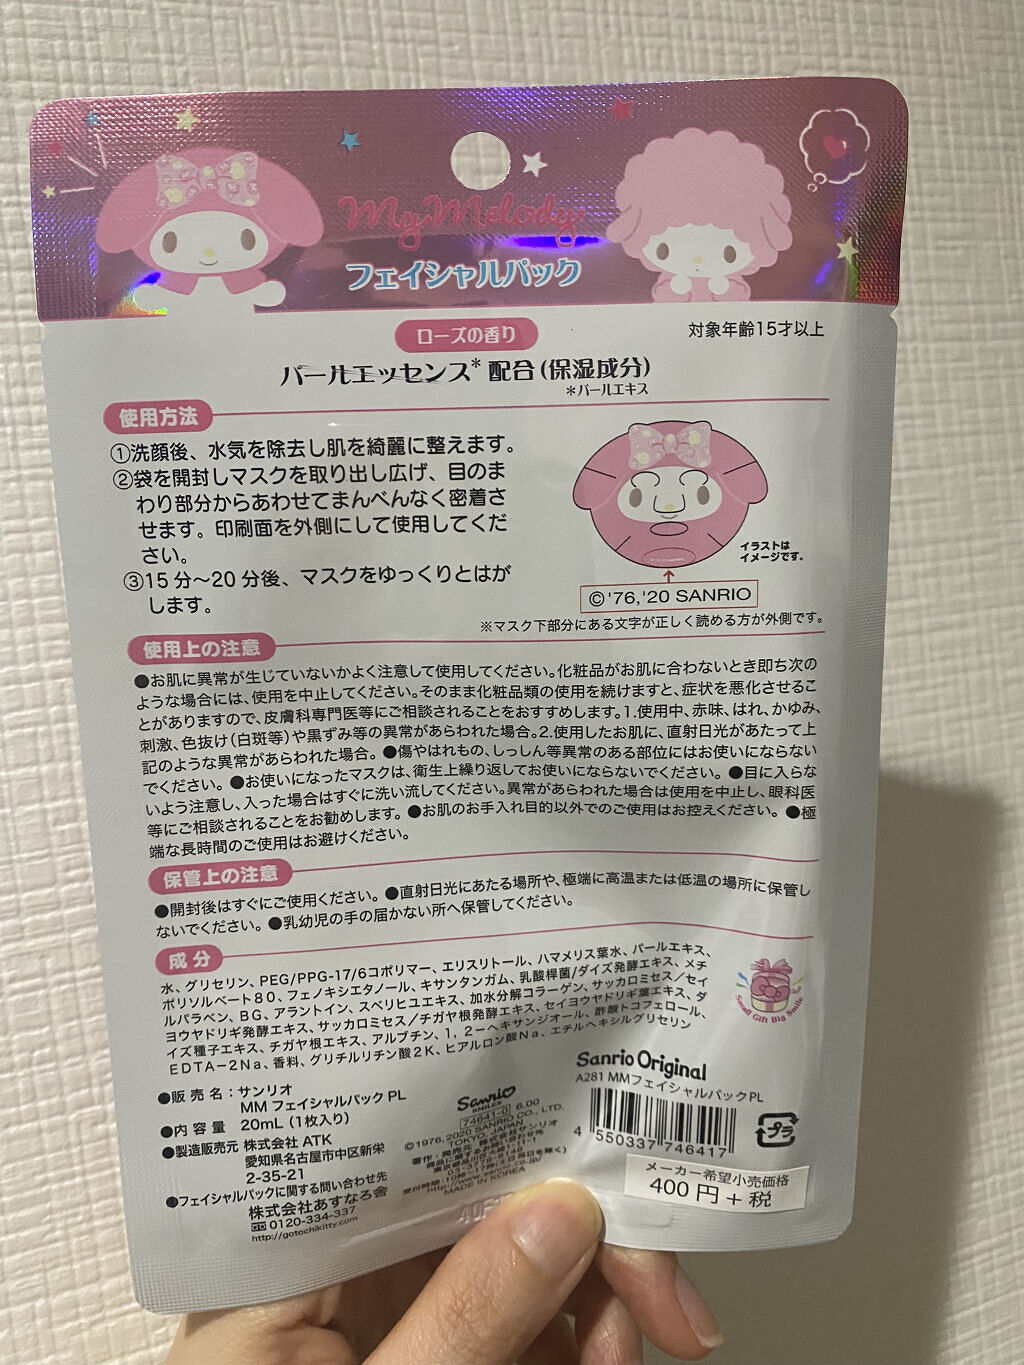 My Melody
フェイシャルパック
ローズの香り
対象年齢15才以上
パールエッセンス*配合(保湿成分)
*パールエキス
使用方法
①洗顔後、水気を除去し肌を綺麗に整えます。
②袋を開封しマスクを取り出し広げ、目のま
わり部分からあわせてまんべんなく密着さ
せます。印刷面を外側にして使用してくだ
さい。
③15分〜20分後、マスクをゆっくりとはが
します。
イラストは
イメージです。
©'76,'20 SANRIO
※マスク下部分にある文字が正しく読める方が外側です。
使用上の注意
●お肌に異常が生じていないかよく注意して使用してください。化粧品がお肌に合わないとき即ち次の
ような場合には、使用を中止してください。そのまま化粧品類の使用を続けますと、症状を悪化させるこ
とがありますので、皮膚科専門医等にご相談されることをおすすめします。1.使用中、赤味、はれ、かゆみ、
刺激、色抜け(白斑等)や黒ずみ等の異常があらわれた場合。2.使用したお肌に、直射日光があたって上
記のような異常があらわれた場合。●傷やはれもの、しっしん等異常のある部位にはお使いにならない
でください。●お使いになったマスクは、衛生上繰り返してお使いにならないでください。●目に入らな
いよう注意し、入った場合はすぐに洗い流してください。異常があらわれた場合は使用を中止し、眼科医
等にご相談されることをお勧めします。●お肌のお手入れ目的以外でのご使用はお控えください。●極
端な長時間のご使用はお避けください。
保管上の注意
●開封後はすぐにご使用ください。●直射日光にあたる場所や、極端に高温または低温の場所に保管し
ないでください。●乳幼児の手の届かない所へ保管してください。
成分
水、グリセリン、PEG/PPG-17/6コポリマー、エリスリトール、ハマメリス葉水、パールエキス、
ポリソルベート80、フェノキシエタノール、キサンタンガム、乳酸桿菌/ダイズ発酵エキス、メチ
ルパラベン、BG、アラントイン、スベリヒユエキス、加水分解コラーゲン、サッカロミセス/セイ
ヨウヤドリギ発酵エキス、サッカロミセス/チガヤ根発酵エキス、セイヨウヤドリギ葉エキス、ダ
イズ種子エキス、チガヤ根エキス、アルブチン、1,2-ヘキサンジオール、酢酸トコフェロール、
EDTA-2Na、香料、グリチルリチン酸2K、ヒアルロン酸Na、エチルヘキシルグリセリン
Small Gift Big Smile
●販売名:サンリオ
MM フェイシャルパック PL
●内容量 20mL(1枚入り)
●製造販売元 株式会社 ATK
愛知県名古屋市中区新栄
2-35-21
●フェイシャルパックに関する問い合わせ先
株式会社あすなろ舎
0120-334-337
http://gotochikitty.com
Sanrio
SMILES
74641-0 6.00
©1976, 2020 SANRIO CO., LTD.
TOKYO, JAPAN
著作・発売元 株式会社サンリオ
http://www.sanrio.co.jp/
MADE IN KOREA
Sanrio Original
A281 MMフェイシャルパックPL
4 550337 746417
プラ
メーカー希望小売価格
400円+税